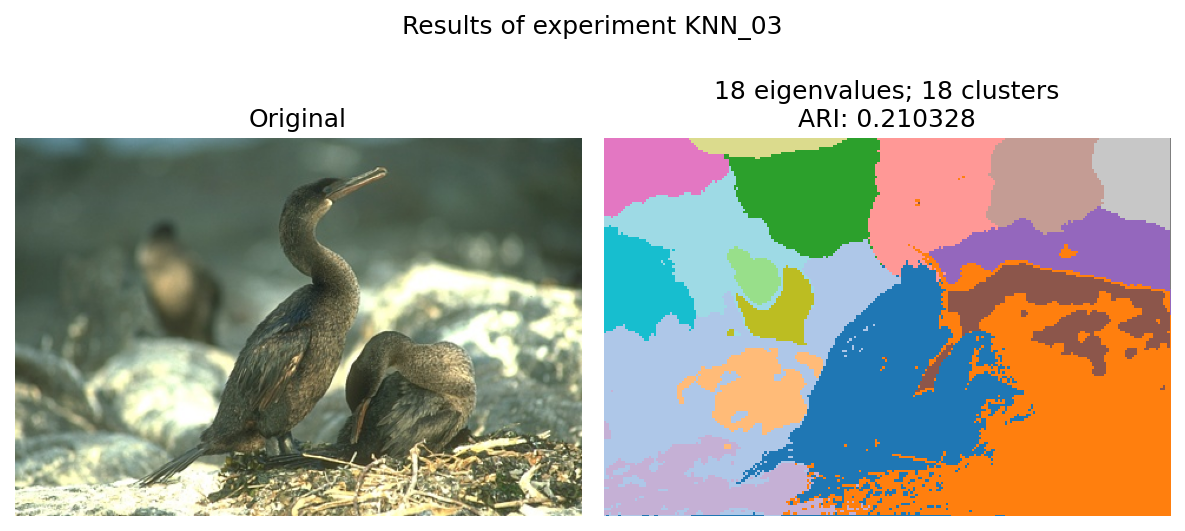 Results of experiment KNN_03
Original
18 eigenvalues; 18 clusters
ARI: 0.210328